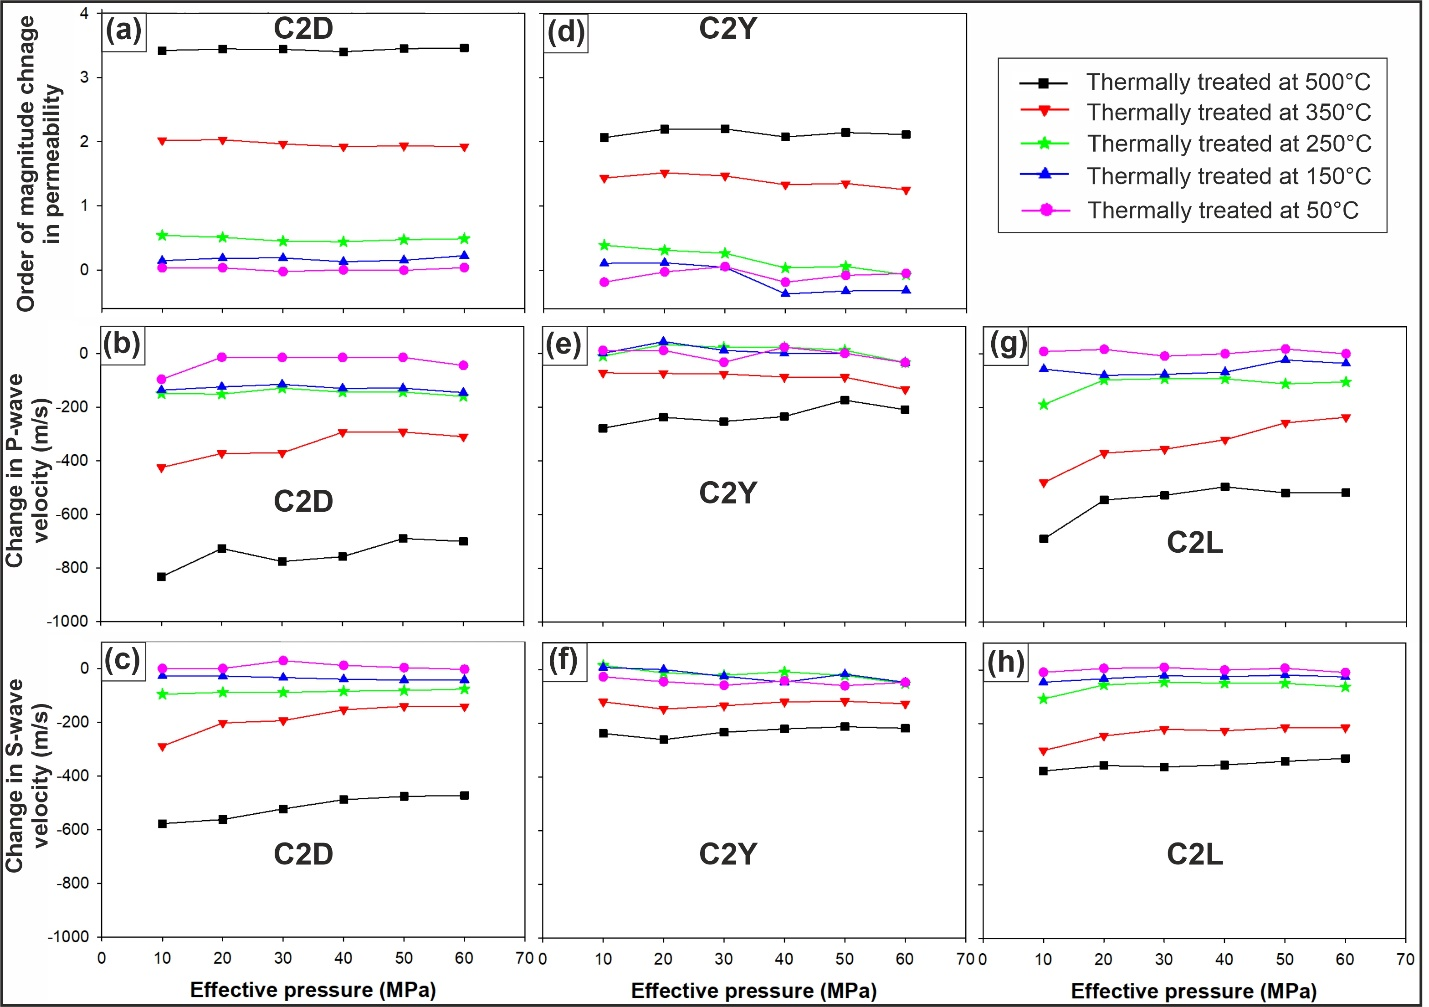 (a)
C2D
4
3
2
1
0
Order of magnitude chnage
in permeability
(d)
C2Y
Thermally treated at 500°C
Thermally treated at 350°C
Thermally treated at 250°C
Thermally treated at 150°C
Thermally treated at 50°C
(b)
C2D
0
-200
-400
-600
-800
-1000
Change in P-wave
velocity (m/s)
(e)
C2Y
(g)
C2L
(c)
C2D
0
-200
-400
-600
-800
-1000
Change in S-wave
velocity (m/s)
(f)
C2Y
(h)
C2L
0 10 20 30 40 50 60 70
0 10 20 30 40 50 60 70
0 10 20 30 40 50 60 70
Effective pressure (MPa)
Effective pressure (MPa)
Effective pressure (MPa)